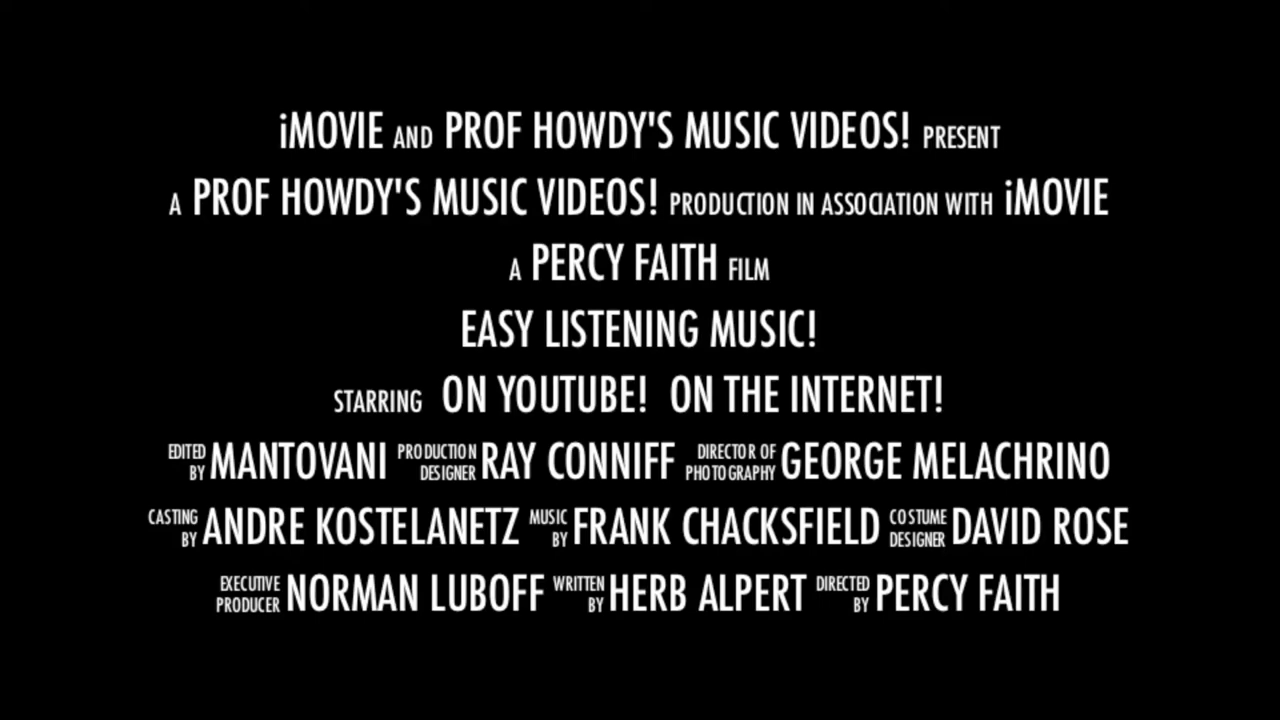 iMOVIE AND PROF HOWDY'S MUSIC VIDEOS! PRESENT
A PROF HOWDY'S MUSIC VIDEOS! PRODUCTION IN ASSOCIATION WITH iMOVIE
A PERCY FAITH FILM
EASY LISTENING MUSIC!
STARRING ON YOUTUBE! ON THE INTERNET!
EDITED BY MANTOVANI PRODUCTION DESIGNER RAY CONNIFF DIRECTOR OF PHOTOGRAPHY GEORGE MELACHRINO
CASTING BY ANDRE KOSTELANETZ MUSIC BY FRANK CHACKSFIELD COSTUME DESIGNER DAVID ROSE
EXECUTIVE PRODUCER NORMAN LUBOFF WRITTEN BY HERB ALPERT DIRECTED BY PERCY FAITH